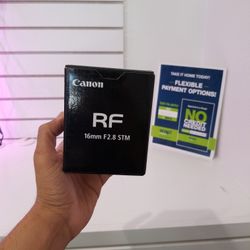 Canon
RF
16mm F2.8 STM
TAKE IT HOME TODAY!
FLEXIBLE
PAYMENT OPTIONS!
NO
CREDIT
NEEDED